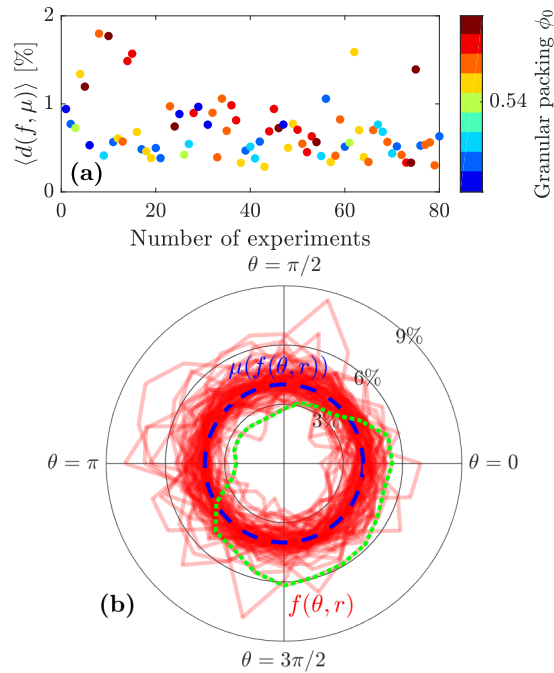 2
1
0
⟨d(f, μ)⟩ [%]
(a)
0 20 40 60 80
Number of experiments
0.54
Granular packing ϕ0
θ = π/2
9%
6%
μ(f(θ, r))
3%
θ = π
θ = 0
(b)
f(θ, r)
θ = 3π/2